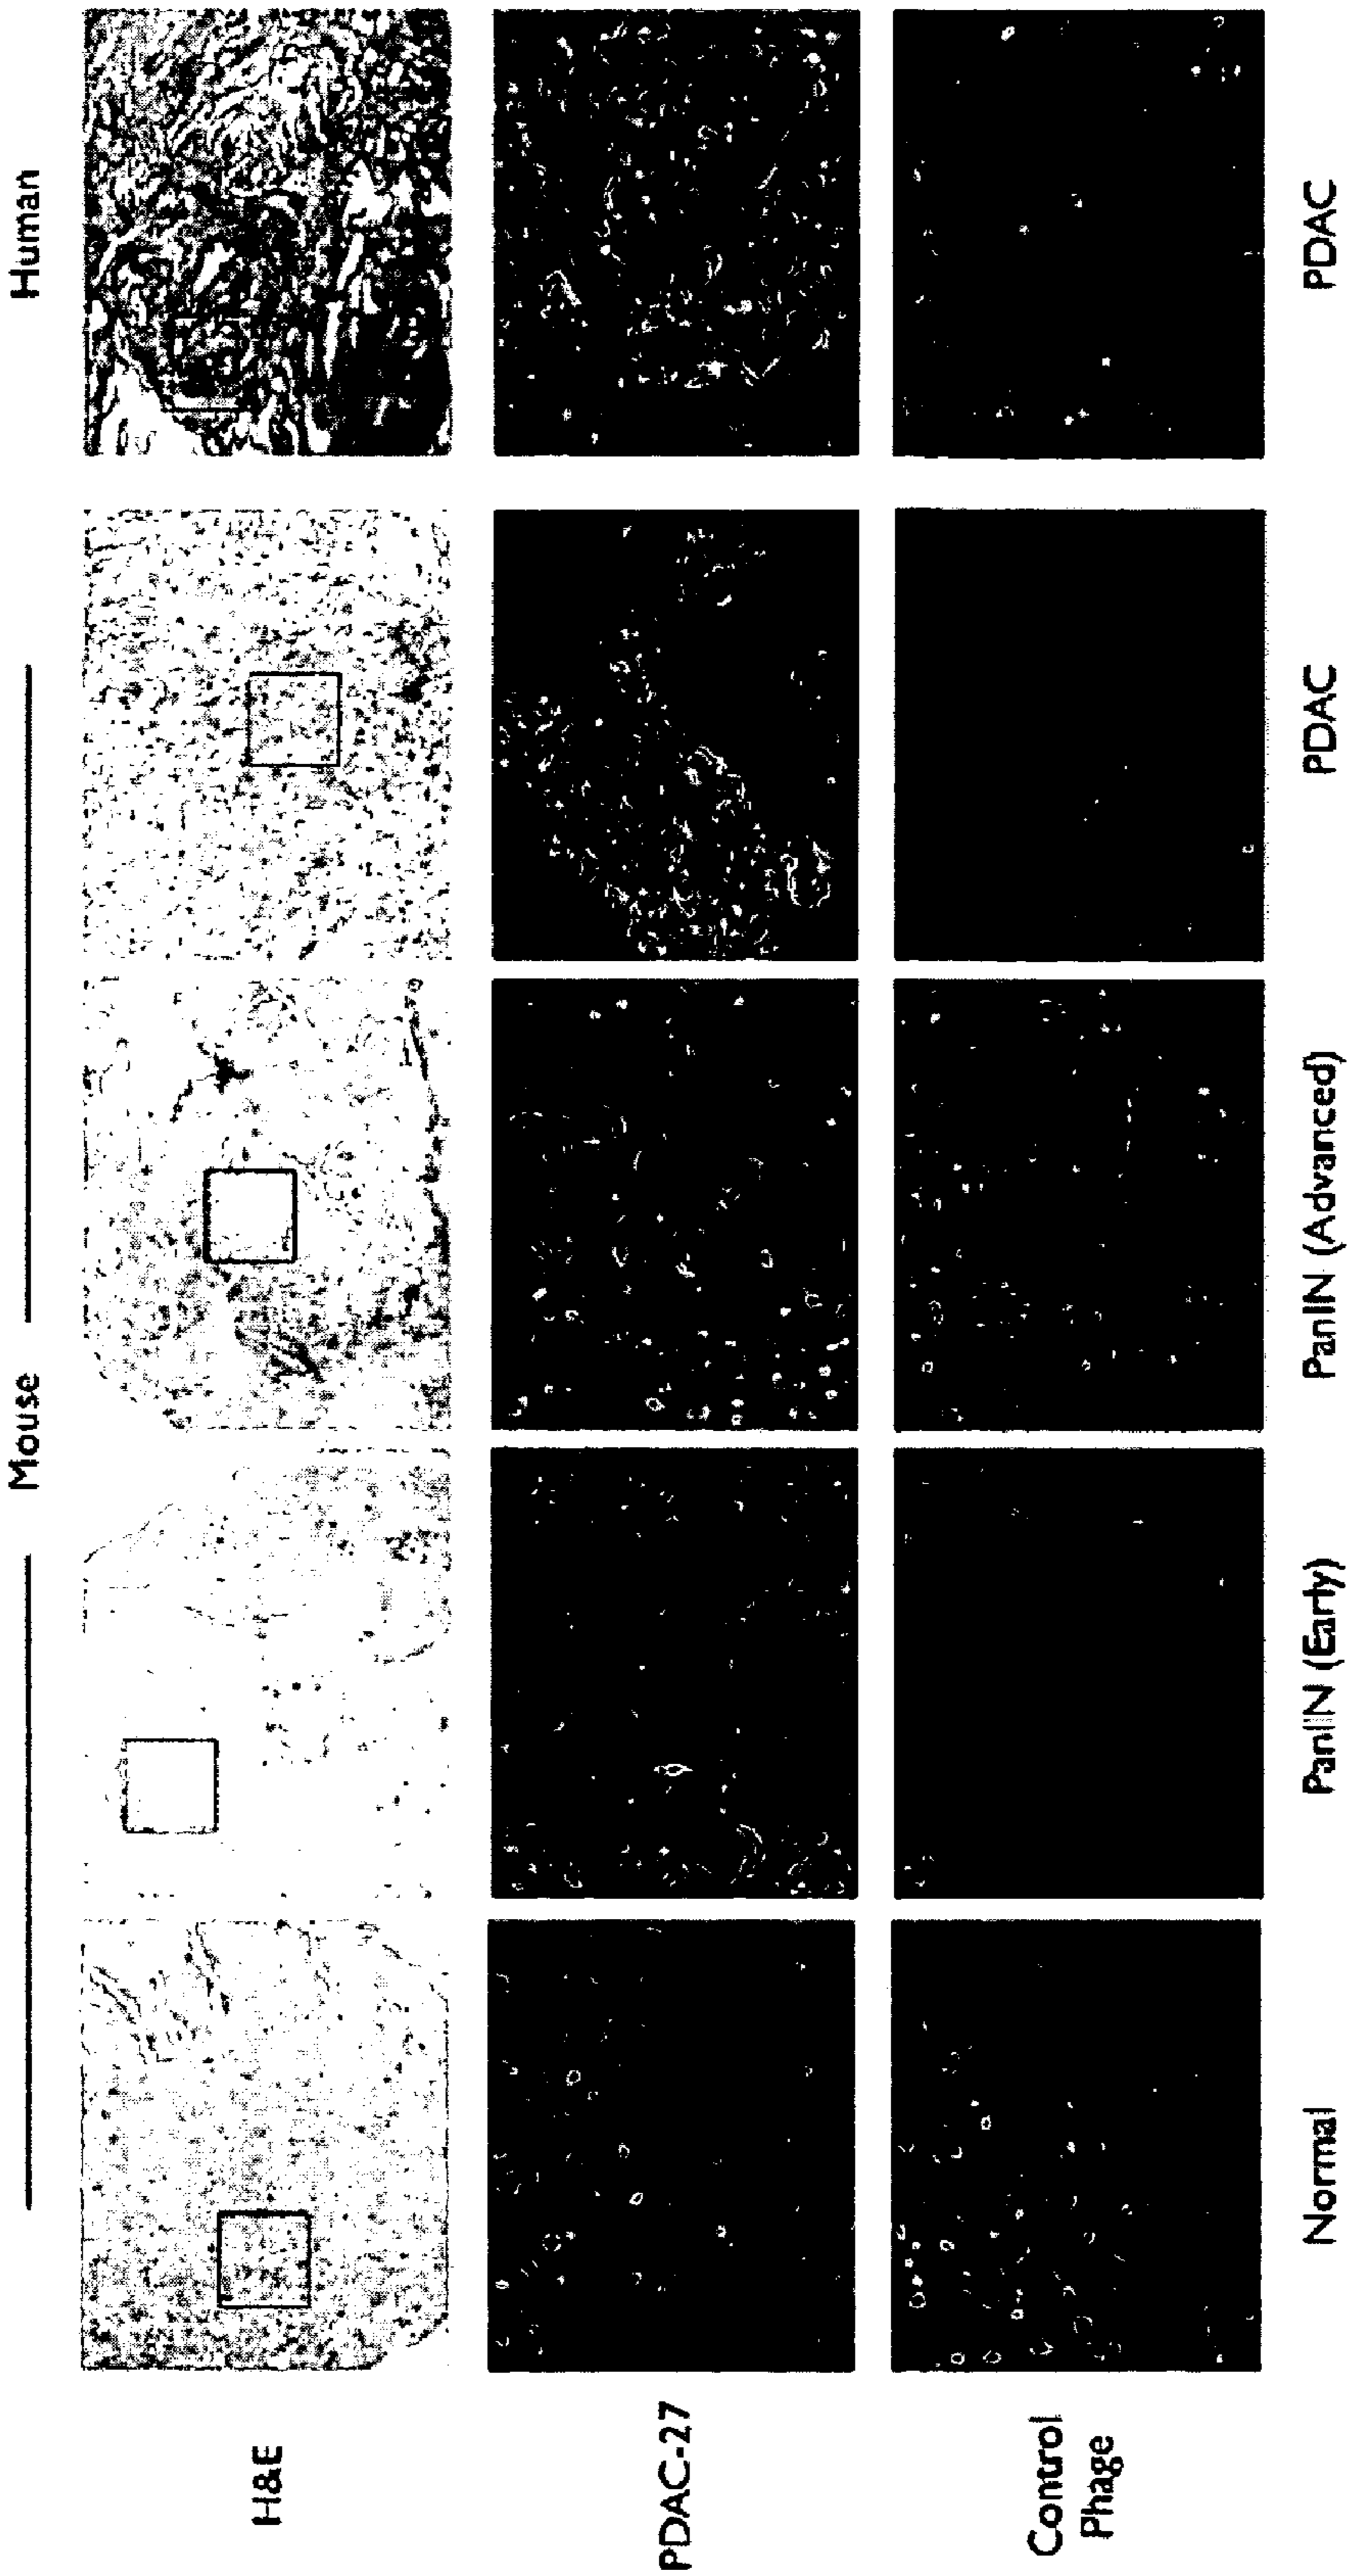 Mouse
Human
H&E
PDAC-27
Control
Phage
Normal
PanIN (Early)
PanIN (Advanced)
PDAC
PDAC